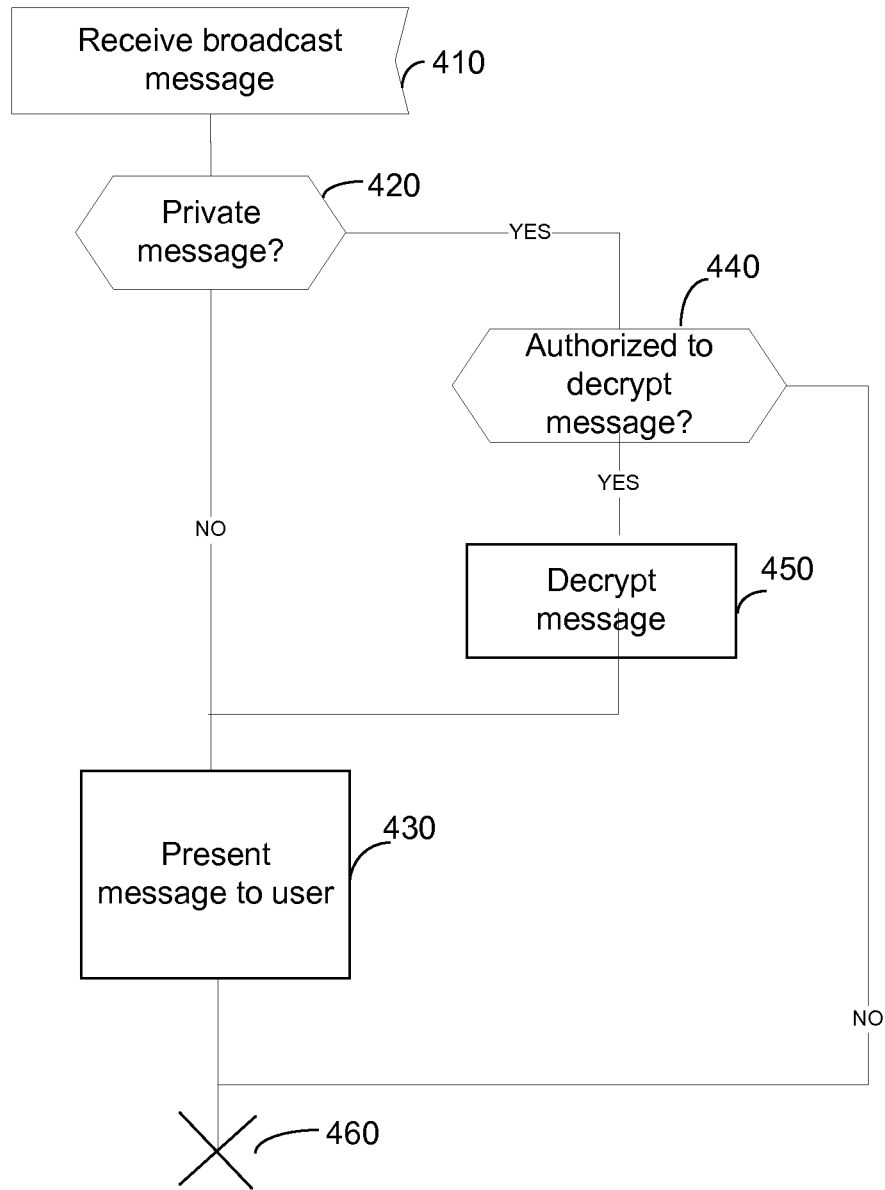 Receive broadcast
message
410
420
Private
message?
YES
440
Authorized to
decrypt
message?
YES
NO
Decrypt
message
450
430
Present
message to user
NO
460